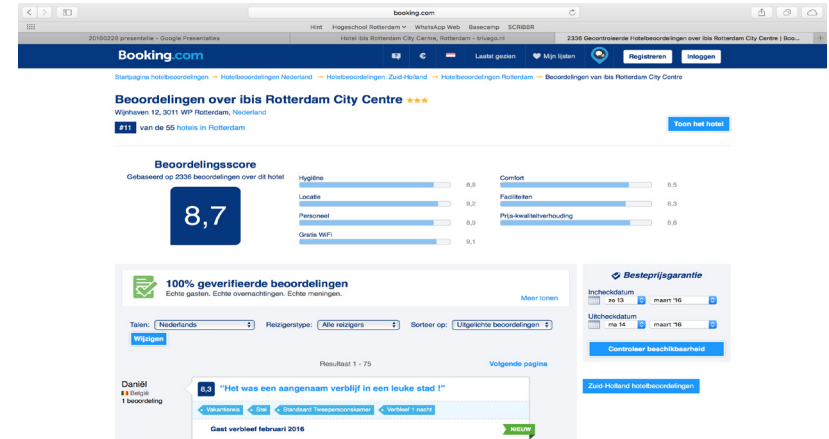 booking.com
Hint Hogeschool Rotterdam WhatsApp Web Basecamp SCRIBBR
20160228 presentatie - Google Presentaties
Hotel ibis Rotterdam City Centre, Rotterdam - trivago.nl
2336 Gecontroleerde Hotelbeoordelingen over ibis Rotterdam City Centre | Boo...
Booking.com
€ Laatst gezien Mijn lijsten Registreren Inloggen
Startpagina hotelbeoordelingen → Hotelbeoordelingen Nederland → Hotelbeoordelingen: Zuid-Holland → Hotelbeoordelingen Rotterdam → Beoordelingen van ibis Rotterdam City Centre
Beoordelingen over ibis Rotterdam City Centre
Wijnhaven 12, 3011 WP Rotterdam, Nederland
#11 van de 55 hotels in Rotterdam
Toon het hotel
Beoordelingsscore
Gebaseerd op 2336 beoordelingen over dit hotel
8,7
Hygiëne 8,9
Locatie 9,2
Personeel 8,9
Gratis WiFi 9,1
Comfort 8,5
Faciliteiten 8,3
Prijs-kwaliteitverhouding 8,6
100% geverifieerde beoordelingen
Echte gasten. Echte overnachtingen. Echte meningen.
Meer tonen
Talen: Nederlands Reizigerstype: Alle reizigers Sorteer op: Uitgelichte beoordelingen
Wijzigen
Resultaat 1 - 75 Volgende pagina
Daniël
België
1 beoordeling
8,3 "Het was een aangenaam verblijf in een leuke stad !"
Vakantiereis Stel Standaard Tweepersoonskamer Verbleef 1 nacht
Gast verbleef februari 2016
NIEUW
Besteprijsgarantie
Incheckdatum
zo 13 maart '16
Uitcheckdatum
ma 14 maart '16
Controleer beschikbaarheid
Zuid-Holland hotelbeoordelingen